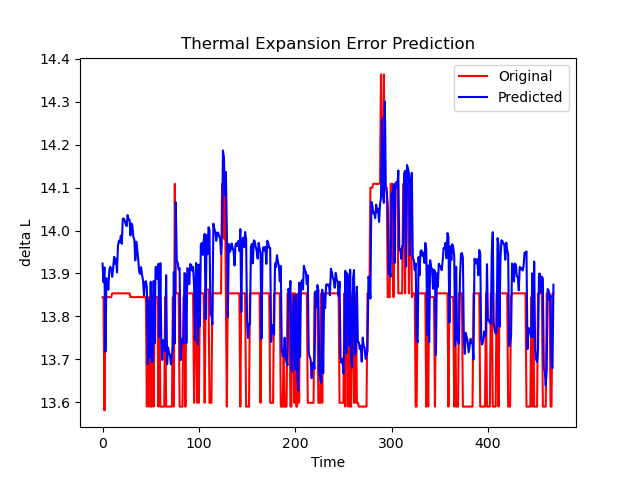 Thermal Expansion Error Prediction
Original
Predicted
delta L
14.4
14.3
14.2
14.1
14.0
13.9
13.8
13.7
13.6
0 100 200 300 400
Time